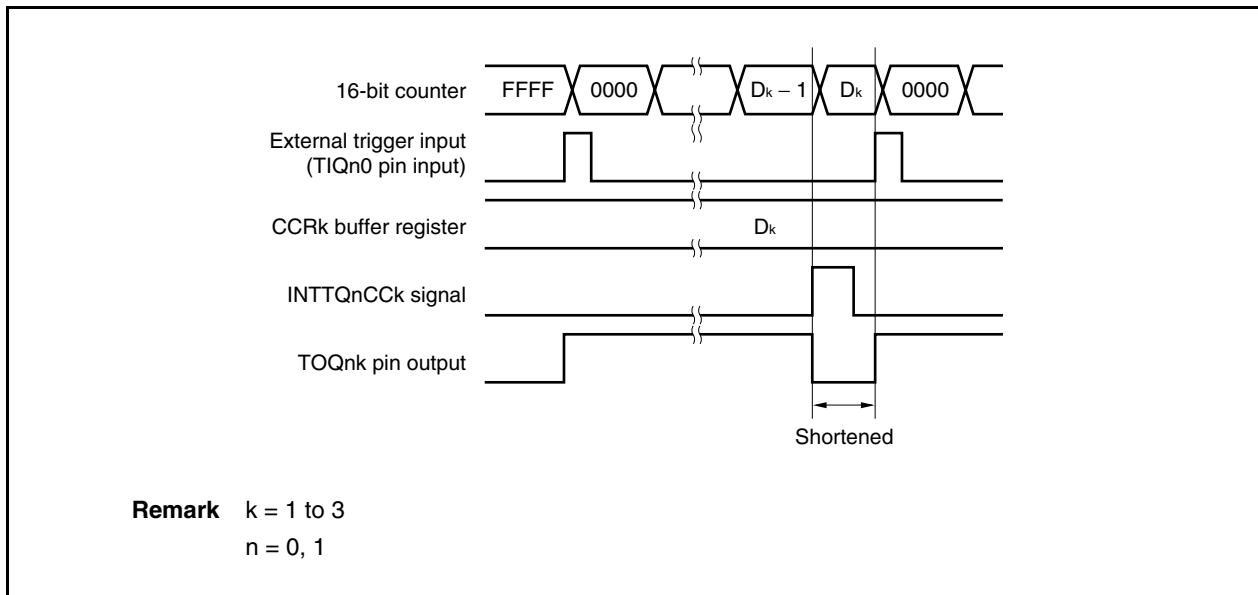 16-bit counter FFFF 0000 Dk − 1 Dk 0000
External trigger input
(TIQn0 pin input)
CCRk buffer register Dk
INTTQnCCk signal
TOQnk pin output
Shortened
Remark k = 1 to 3
n = 0, 1